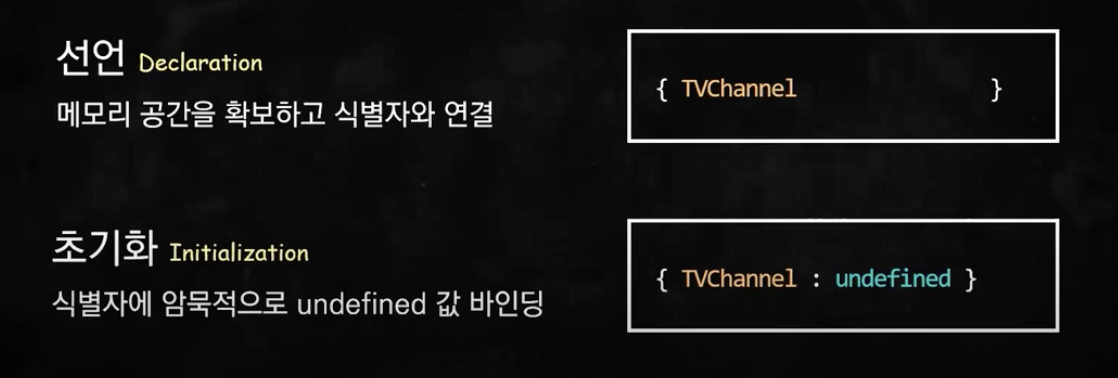 선언 Declaration
메모리 공간을 확보하고 식별자와 연결
{ TVChannel }
초기화 Initialization
식별자에 암묵적으로 undefined 값 바인딩
{ TVChannel : undefined }